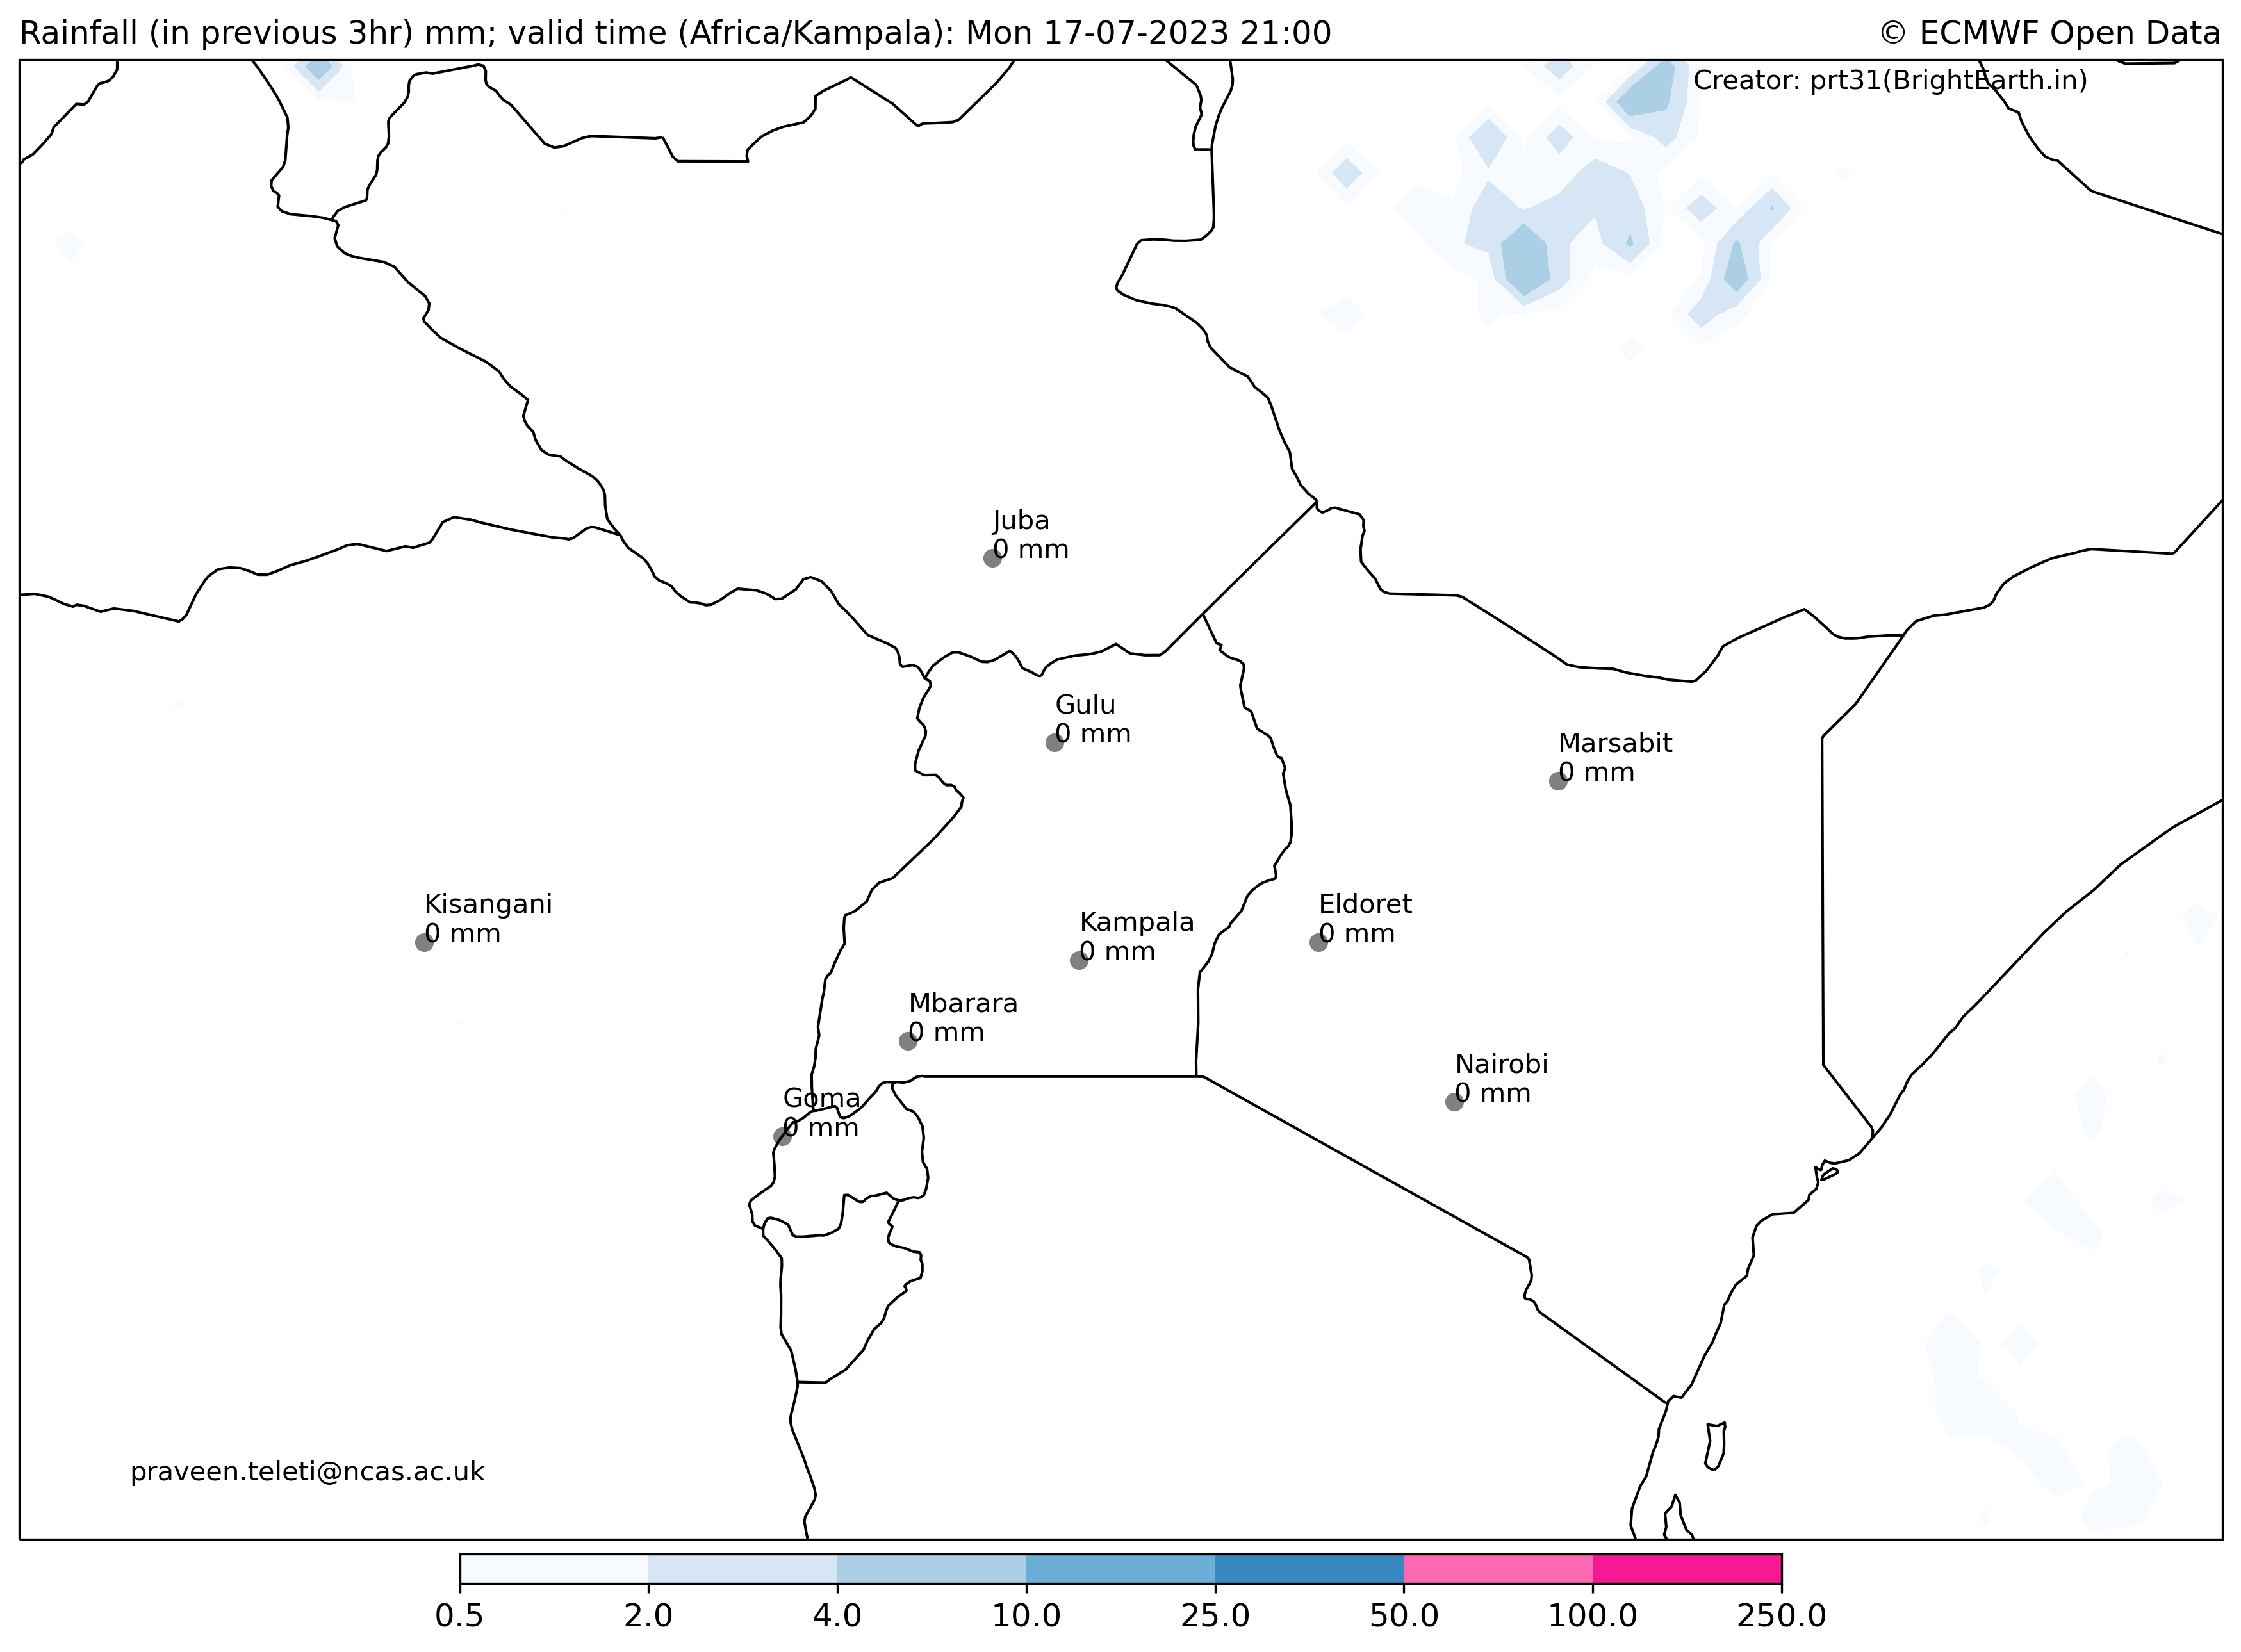 Rainfall (in previous 3hr) mm; valid time (Africa/Kampala): Mon 17-07-2023 21:00
© ECMWF Open Data
Creator: prt31(BrightEarth.in)
Juba
0 mm
Gulu
0 mm
Marsabit
0 mm
Kisangani
0 mm
Eldoret
0 mm
Kampala
0 mm
Mbarara
0 mm
Nairobi
0 mm
Goma
0 mm
praveen.teleti@ncas.ac.uk
0.5 2.0 4.0 10.0 25.0 50.0 100.0 250.0